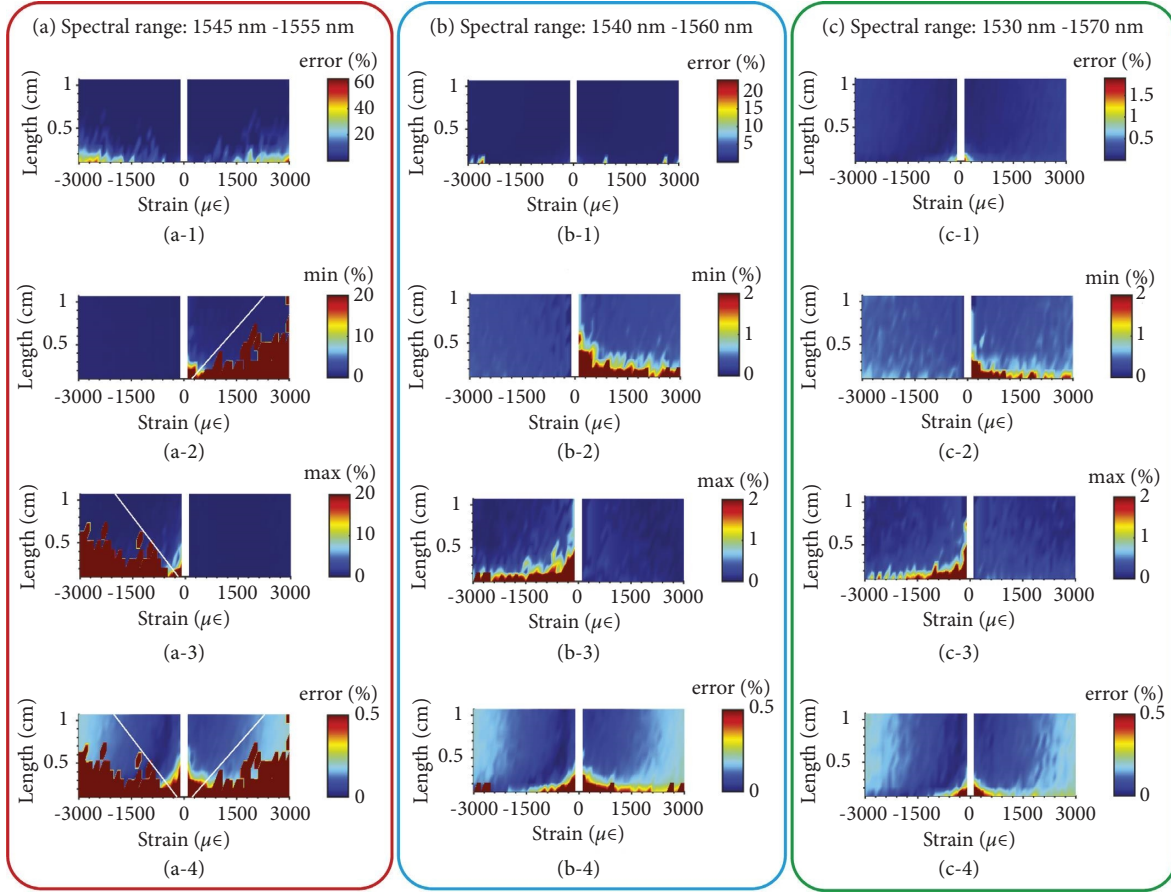 (a) Spectral range: 1545 nm -1555 nm
error (%)
Length (cm)
1
0.5
60
40
20
-3000 -1500 0 1500 3000
Strain (με)
(a-1)
min (%)
Length (cm)
1
0.5
20
10
0
-3000 -1500 0 1500 3000
Strain (με)
(a-2)
max (%)
Length (cm)
1
0.5
20
10
0
-3000 -1500 0 1500 3000
Strain (με)
(a-3)
error (%)
Length (cm)
1
0.5
0.5
0
-3000 -1500 0 1500 3000
Strain (με)
(a-4)
(b) Spectral range: 1540 nm -1560 nm
error (%)
Length (cm)
1
0.5
20
15
10
5
-3000 -1500 0 1500 3000
Strain (με)
(b-1)
min (%)
Length (cm)
1
0.5
2
1
0
-3000 -1500 0 1500 3000
Strain (με)
(b-2)
max (%)
Length (cm)
1
0.5
2
1
0
-3000 -1500 0 1500 3000
Strain (με)
(b-3)
error (%)
Length (cm)
1
0.5
0.5
0
-3000 -1500 0 1500 3000
Strain (με)
(b-4)
(c) Spectral range: 1530 nm -1570 nm
error (%)
Length (cm)
1
0.5
1.5
1.0
0.5
0.0
-3000 -1500 0 1500 3000
Strain (με)
(c-1)
min (%)
Length (cm)
1
0.5
2
1
0
-3000 -1500 0 1500 3000
Strain (με)
(c-2)
max (%)
Length (cm)
1
0.5
2
1
0
-3000 -1500 0 1500 3000
Strain (με)
(c-3)
error (%)
Length (cm)
1
0.5
0.5
0
-3000 -1500 0 1500 3000
Strain (με)
(c-4)